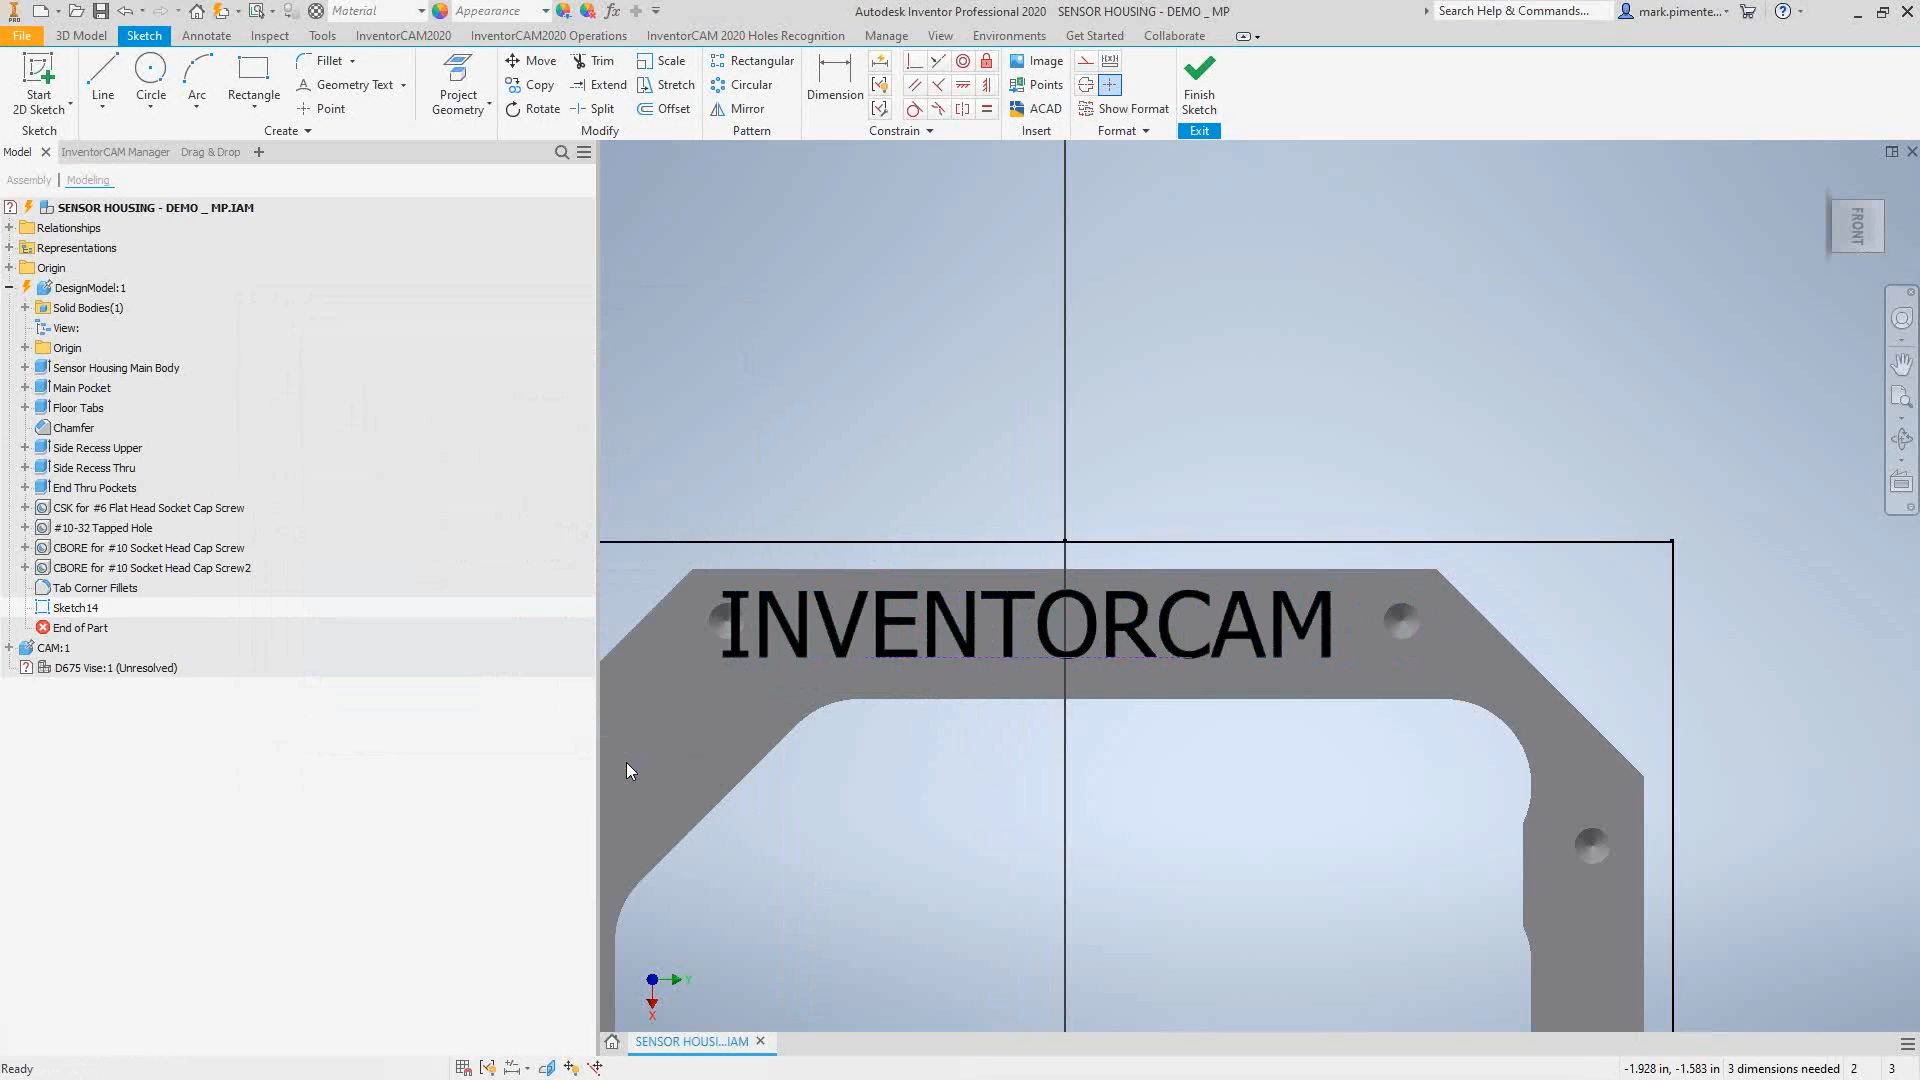 PRO
Material
Appearance
fx
Autodesk Inventor Professional 2020 SENSOR HOUSING - DEMO _ MP
Search Help & Commands...
mark.pimente...
File
3D Model
Sketch
Annotate
Inspect
Tools
InventorCAM2020
InventorCAM2020 Operations
InventorCAM 2020 Holes Recognition
Manage
View
Environments
Get Started
Collaborate
Start
2D Sketch
Sketch
Line
Circle
Arc
Rectangle
Fillet
Geometry Text
Point
Create
Project
Geometry
Move
Copy
Rotate
Trim
Extend
Split
Scale
Stretch
Offset
Modify
Rectangular
Circular
Mirror
Pattern
Dimension
Constrain
Image
Points
ACAD
Insert
Show Format
Format
Finish
Sketch
Exit
Model
InventorCAM Manager
Drag & Drop
Assembly
Modeling
SENSOR HOUSING - DEMO _ MP.IAM
Relationships
Representations
Origin
DesignModel:1
Solid Bodies(1)
View:
Origin
Sensor Housing Main Body
Main Pocket
Floor Tabs
Chamfer
Side Recess Upper
Side Recess Thru
End Thru Pockets
CSK for #6 Flat Head Socket Cap Screw
#10-32 Tapped Hole
CBORE for #10 Socket Head Cap Screw
CBORE for #10 Socket Head Cap Screw2
Tab Corner Fillets
Sketch14
End of Part
CAM:1
D675 Vise:1 (Unresolved)
FRONT
INVENTORCAM
Y
X
SENSOR HOUSI...IAM
Ready
-1.928 in, -1.583 in 3 dimensions needed 2 3